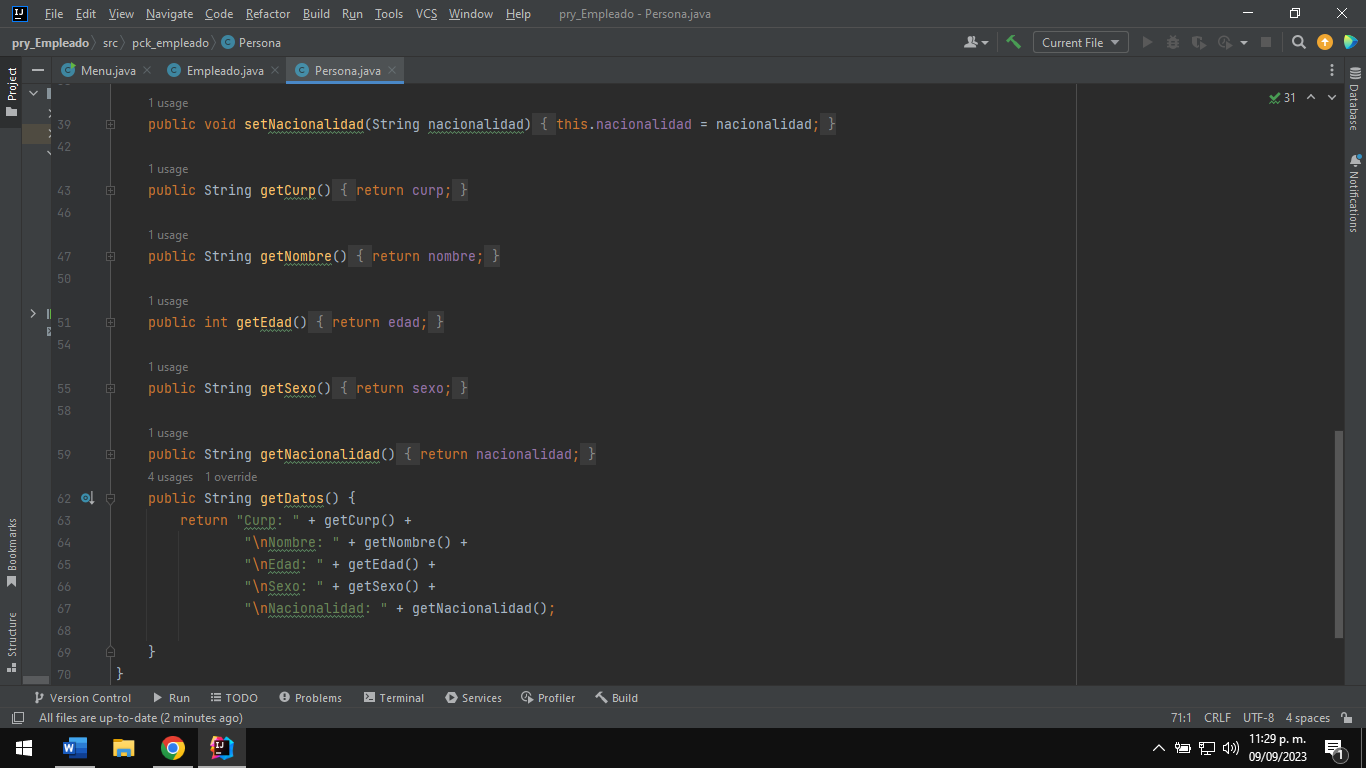 File Edit View Navigate Code Refactor Build Run Tools VCS Window Help pry_Empleado - Persona.java
pry_Empleado src pck_empleado Persona Current File
Project Menu.java Empleado.java Persona.java
Database
Notifications
31
1 usage
39 public void setNacionalidad(String nacionalidad) { this.nacionalidad = nacionalidad; }
42
1 usage
43 public String getCurp() { return curp; }
46
1 usage
47 public String getNombre() { return nombre; }
50
1 usage
51 public int getEdad() { return edad; }
54
1 usage
55 public String getSexo() { return sexo; }
58
1 usage
59 public String getNacionalidad() { return nacionalidad; }
4 usages 1 override
62 public String getDatos() {
63 return "Curp: " + getCurp() +
64 "\nNombre: " + getNombre() +
65 "\nEdad: " + getEdad() +
66 "\nSexo: " + getSexo() +
67 "\nNacionalidad: " + getNacionalidad();
68
69 }
70 }
Bookmarks
Structure
Version Control Run TODO Problems Terminal Services Profiler Build
All files are up-to-date (2 minutes ago) 71:1 CRLF UTF-8 4 spaces
11:29 p. m.
09/09/2023
1